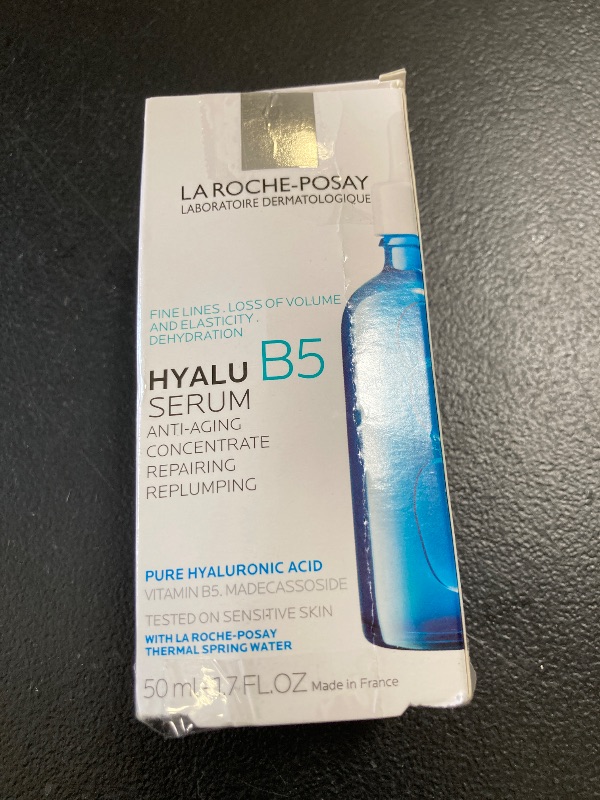 LA ROCHE-POSAY
LABORATOIRE DERMATOLOGIQUE
FINE LINES . LOSS OF VOLUME
AND ELASTICITY .
DEHYDRATION
HYALU B5
SERUM
ANTI-AGING
CONCENTRATE
REPAIRING
REPLUMPING
PURE HYALURONIC ACID
VITAMIN B5. MADECASSOSIDE
TESTED ON SENSITIVE SKIN
WITH LA ROCHE-POSAY
THERMAL SPRING WATER
50 ml - 1.7 FL.OZ Made in France